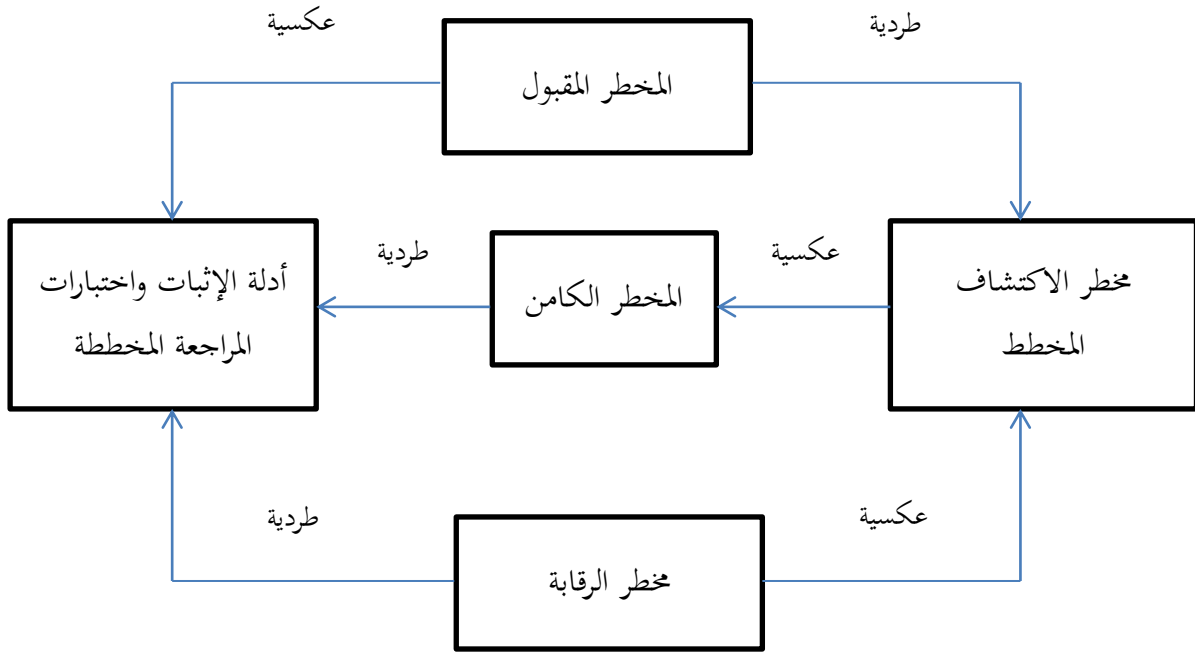 طردية
عكسية
المخطر المقبول
مخطر الاكتشاف
المخطط
عكسية
المخطر الكامن
طردية
أدلة الإثبات واختبارات
المراجعة المخططة
عكسية
مخطر الرقابة
طردية